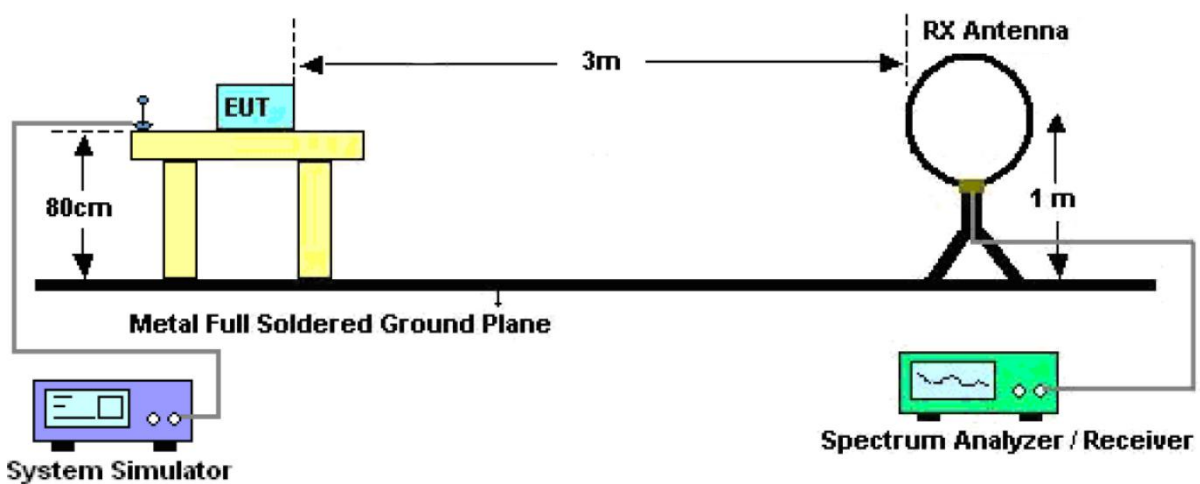 RX Antenna
3m
EUT
80cm
1 m
Metal Full Soldered Ground Plane
System Simulator
Spectrum Analyzer / Receiver